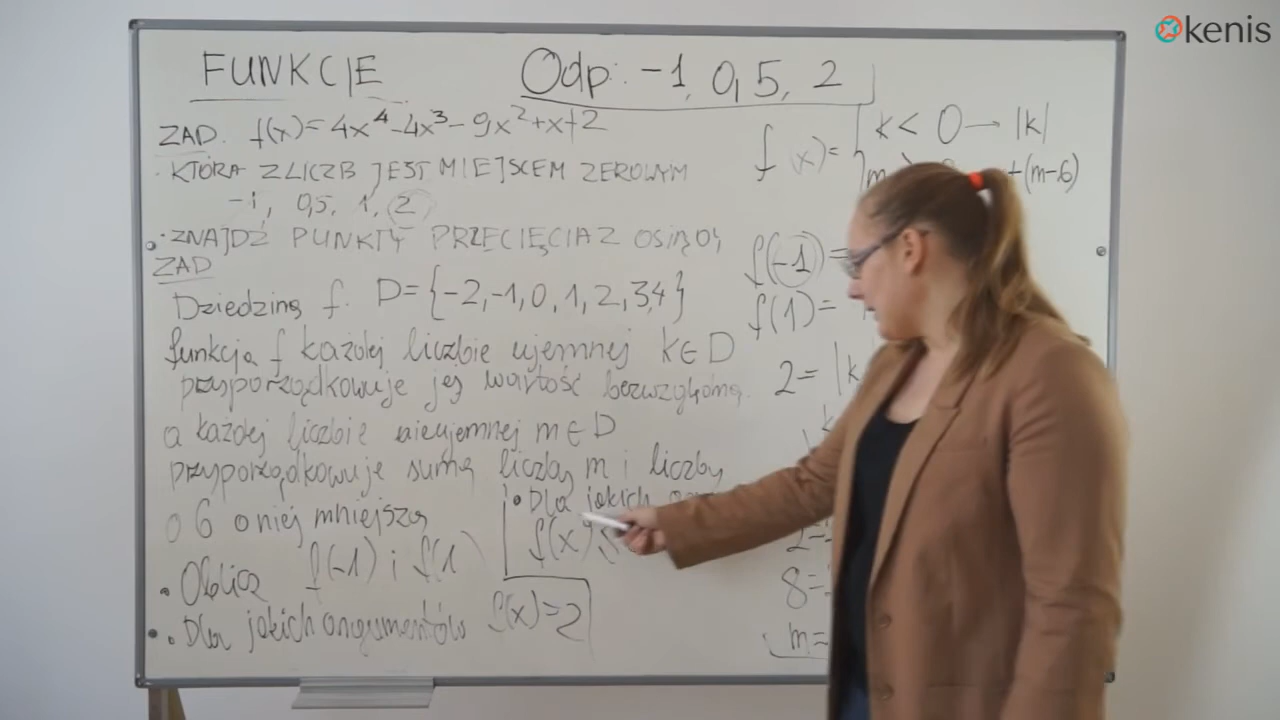 kenis
FUNKCJE
Odp: -1, 0,5, 2
ZAD. f(x)=4x⁴-4x³-9x²+x+2
· KTÓRA Z LICZB JEST MIEJSCEM ZEROWYM
-1, 0,5, 1, 2
· ZNAJDŹ PUNKTY PRZECIĘCIA Z OSIĄ OY
ZAD
Dziedziną f. D={-2,-1,0,1,2,3,4}
funkcja f każdej liczbie ujemnej k∈D
przyporządkowuje jej wartość bezwzględną.
a każdej liczbie nieujemnej m∈D
przyporządkowuje sumę liczby m i liczby
o 6 o niej mniejszą
• Oblicz f(-1) i f(1)
• Dla jakich argumentów f(x)=2
• Dla jakich
f(x)
f(x)= k<0 → |k|
+(m-6)
f(-1)=
f(1)=
2=|k
8=
m=